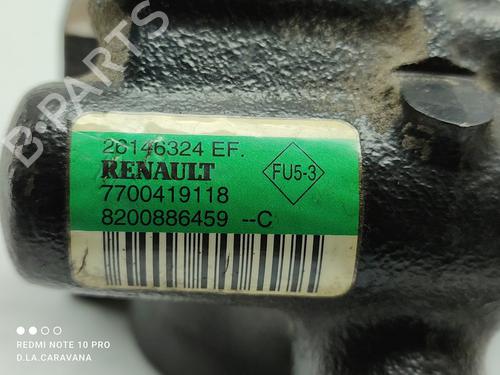 26146324 EF.
RENAULT
FU5-3
7700419118
8200886459 --C
B-PARTS
REDMI NOTE 10 PRO
D.LA.CARAVANA